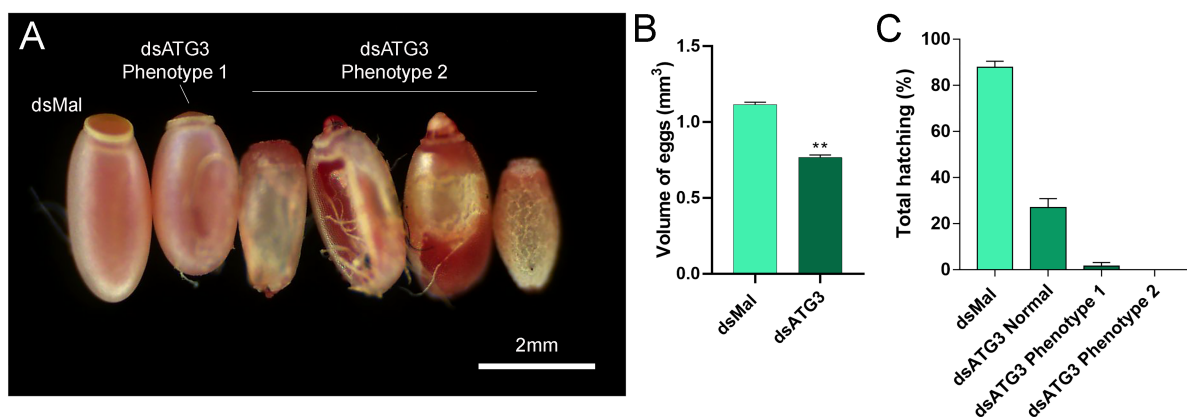 A
dsMal
dsATG3
Phenotype 1
dsATG3
Phenotype 2
2mm
B
Volume of eggs (mm³)
1.5
1.0
0.5
0.0
**
dsMal
dsATG3
C
Total hatching (%)
100
80
60
40
20
0
dsMal
dsATG3 Normal
dsATG3 Phenotype 1
dsATG3 Phenotype 2